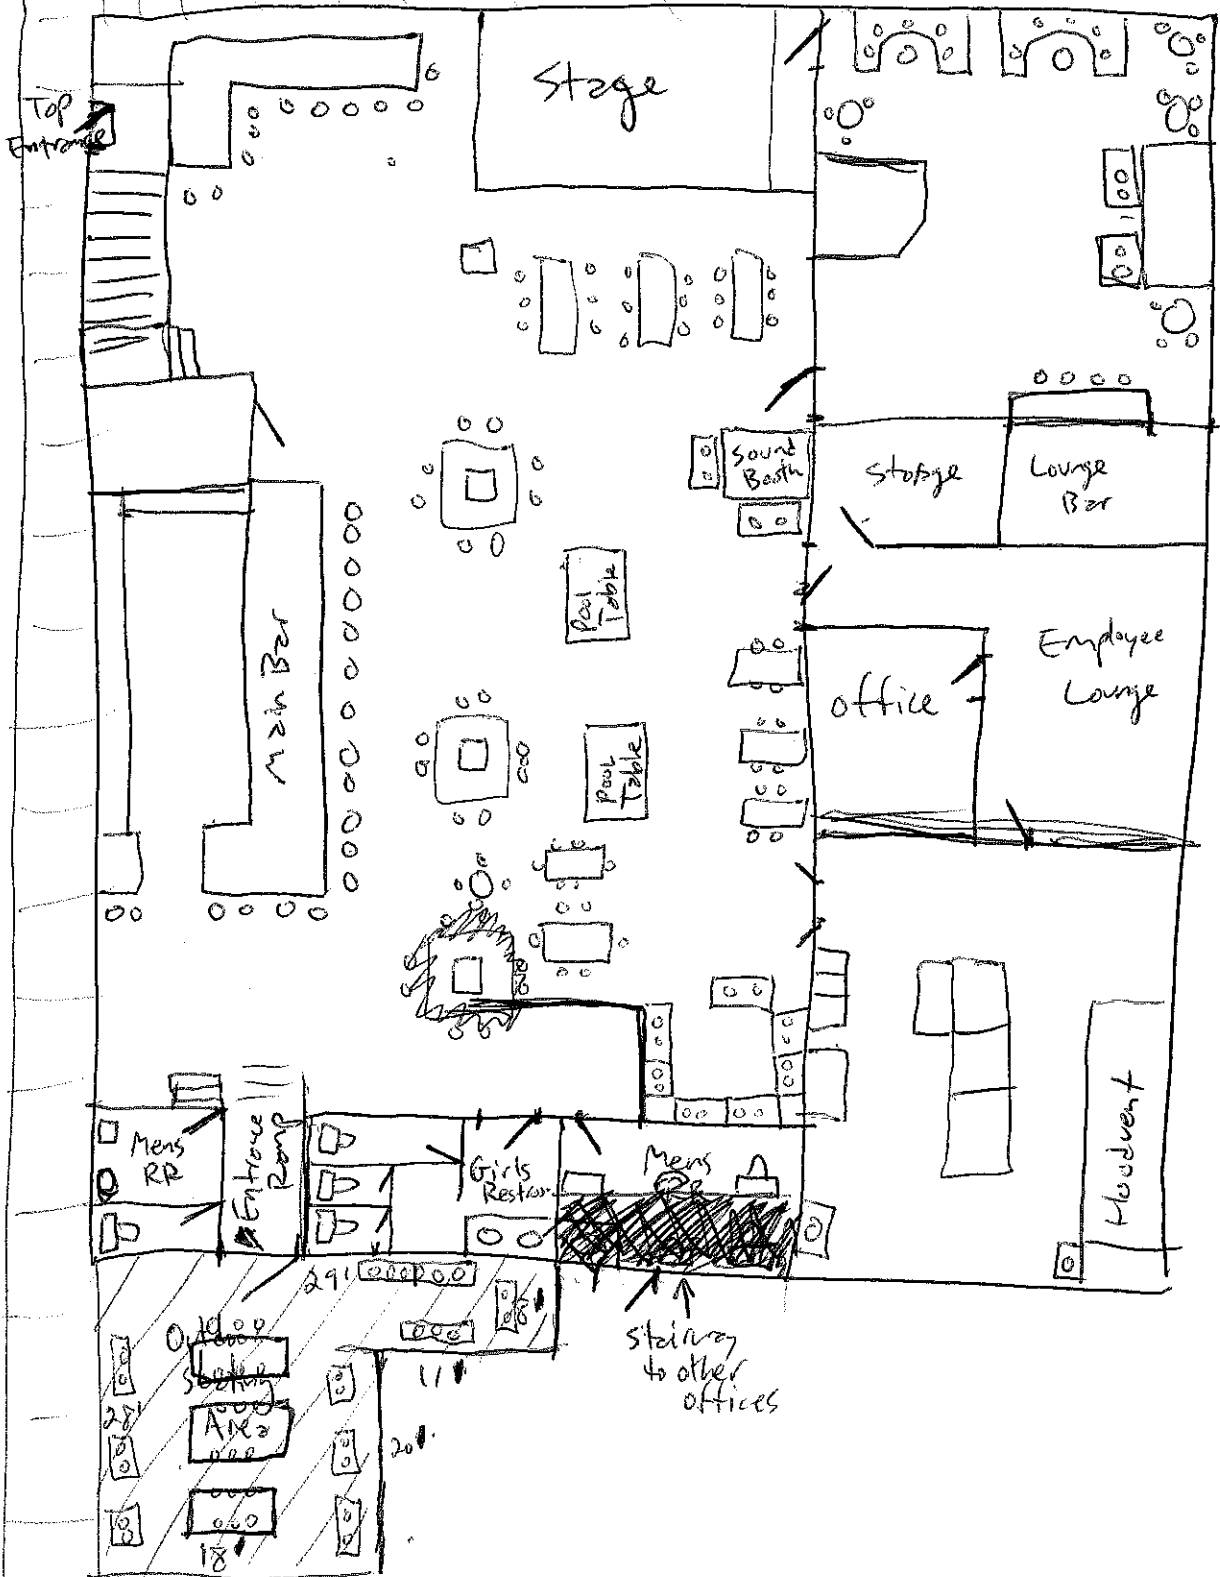 Stage
Top
Entrance
Sound
Booth
Storage
Lounge
Bar
Pool
Table
Main Bar
Office
Employee
Lounge
Pool
Table
Mens
RR
Entrance
Ramp
Girls
Restroom
Mens
Hoodvent
29'
8'
11'
Stairway
to other
offices
Seating
Area
28'
20'
18'